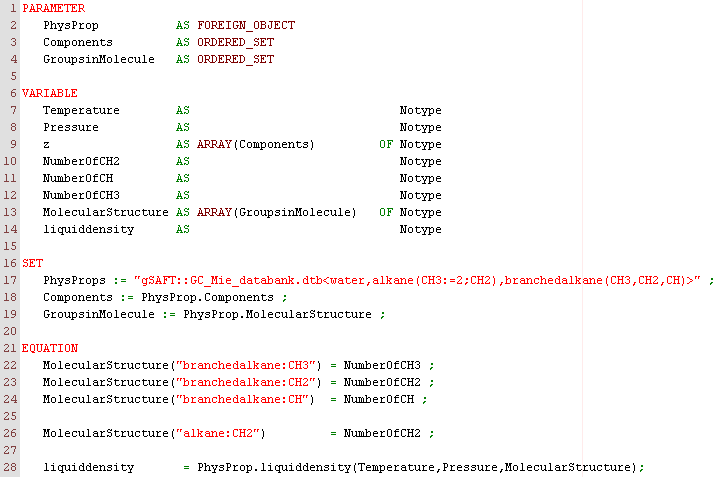 1 PARAMETER
2 PhysProp AS FOREIGN_OBJECT
3 Components AS ORDERED_SET
4 GroupsinMolecule AS ORDERED_SET
5
6 VARIABLE
7 Temperature AS Notype
8 Pressure AS Notype
9 z AS ARRAY(Components) OF Notype
10 NumberOfCH2 AS Notype
11 NumberOfCH AS Notype
12 NumberOfCH3 AS Notype
13 MolecularStructure AS ARRAY(GroupsinMolecule) OF Notype
14 liquiddensity AS Notype
15
16 SET
17 PhysProps := "gSAFT::GC_Mie_databank.dtb<water,alkane(CH3:=2;CH2),branchedalkane(CH3,CH2,CH)>" ;
18 Components := PhysProp.Components ;
19 GroupsinMolecule := PhysProp.MolecularStructure ;
20
21 EQUATION
22 MolecularStructure("branchedalkane:CH3") = NumberOfCH3 ;
23 MolecularStructure("branchedalkane:CH2") = NumberOfCH2 ;
24 MolecularStructure("branchedalkane:CH") = NumberOfCH ;
25
26 MolecularStructure("alkane:CH2") = NumberOfCH2 ;
27
28 liquiddensity = PhysProp.liquiddensity(Temperature,Pressure,MolecularStructure);